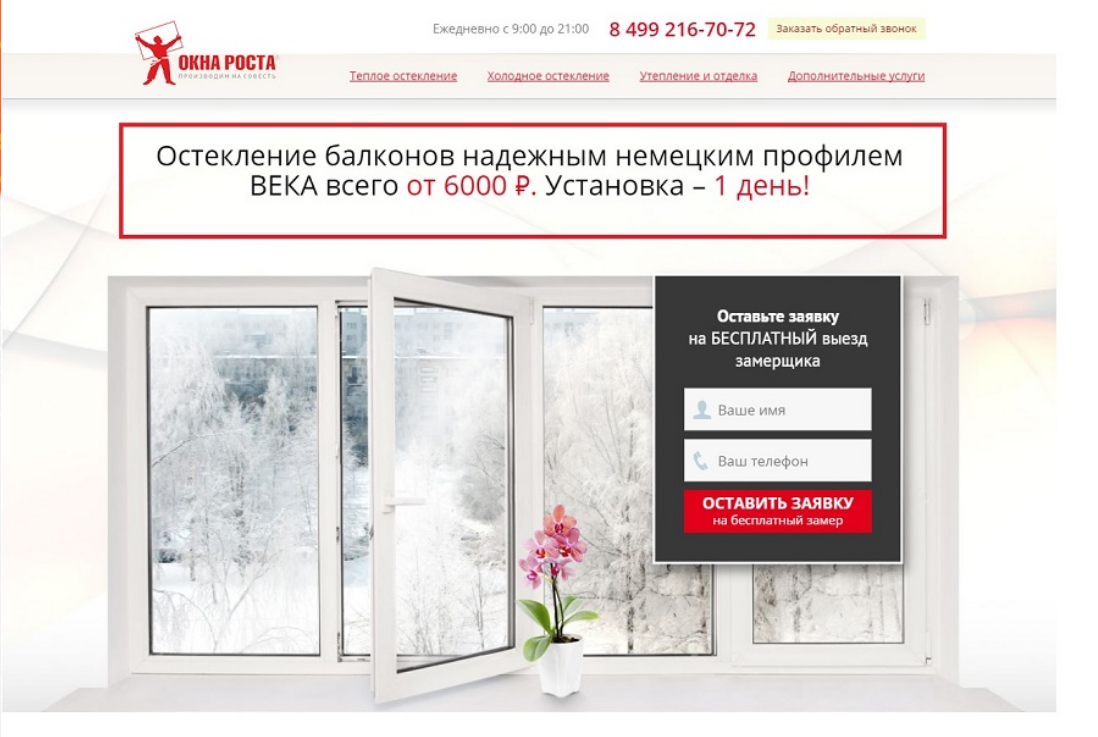 Ежедневно с 9:00 до 21:00 8 499 216-70-72 Заказать обратный звонок
ОКНА РОСТА
ПРОИЗВОДИМ НА СОВЕСТЬ
Теплое остекление Холодное остекление Утепление и отделка Дополнительные услуги
Остекление балконов надежным немецким профилем
ВЕКА всего от 6000 ₽. Установка – 1 день!
Оставьте заявку
на БЕСПЛАТНЫЙ выезд
замерщика
Ваше имя
Ваш телефон
ОСТАВИТЬ ЗАЯВКУ
на бесплатный замер